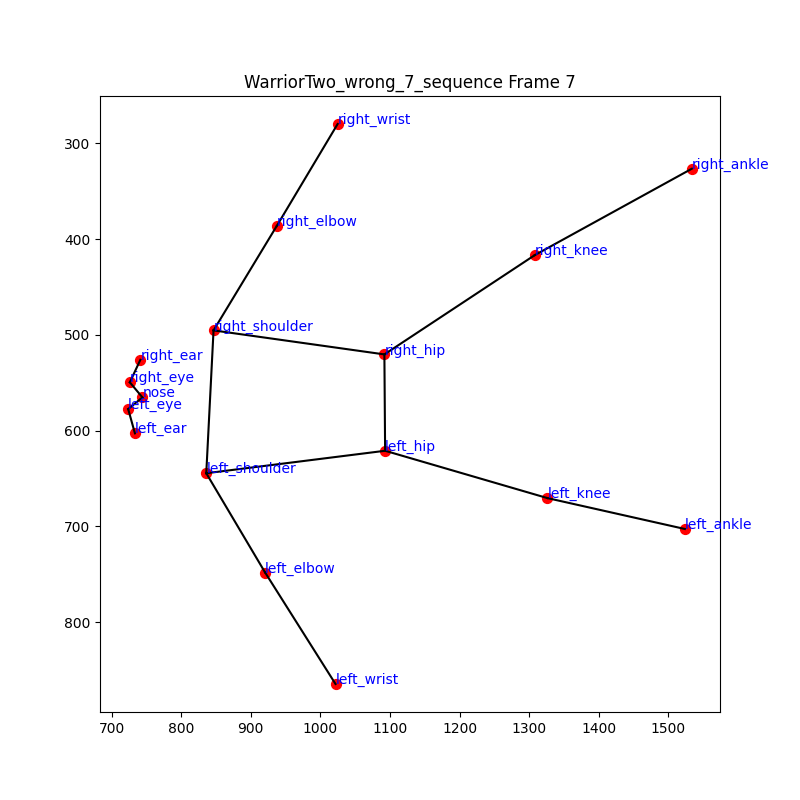 WarriorTwo_wrong_7_sequence Frame 7
right_wrist
right_ankle
right_elbow
right_knee
right_shoulder
right_hip
right_ear
right_eye
nose
left_eye
left_ear
left_hip
left_shoulder
left_knee
left_ankle
left_elbow
left_wrist
300
400
500
600
700
800
700 800 900 1000 1100 1200 1300 1400 1500